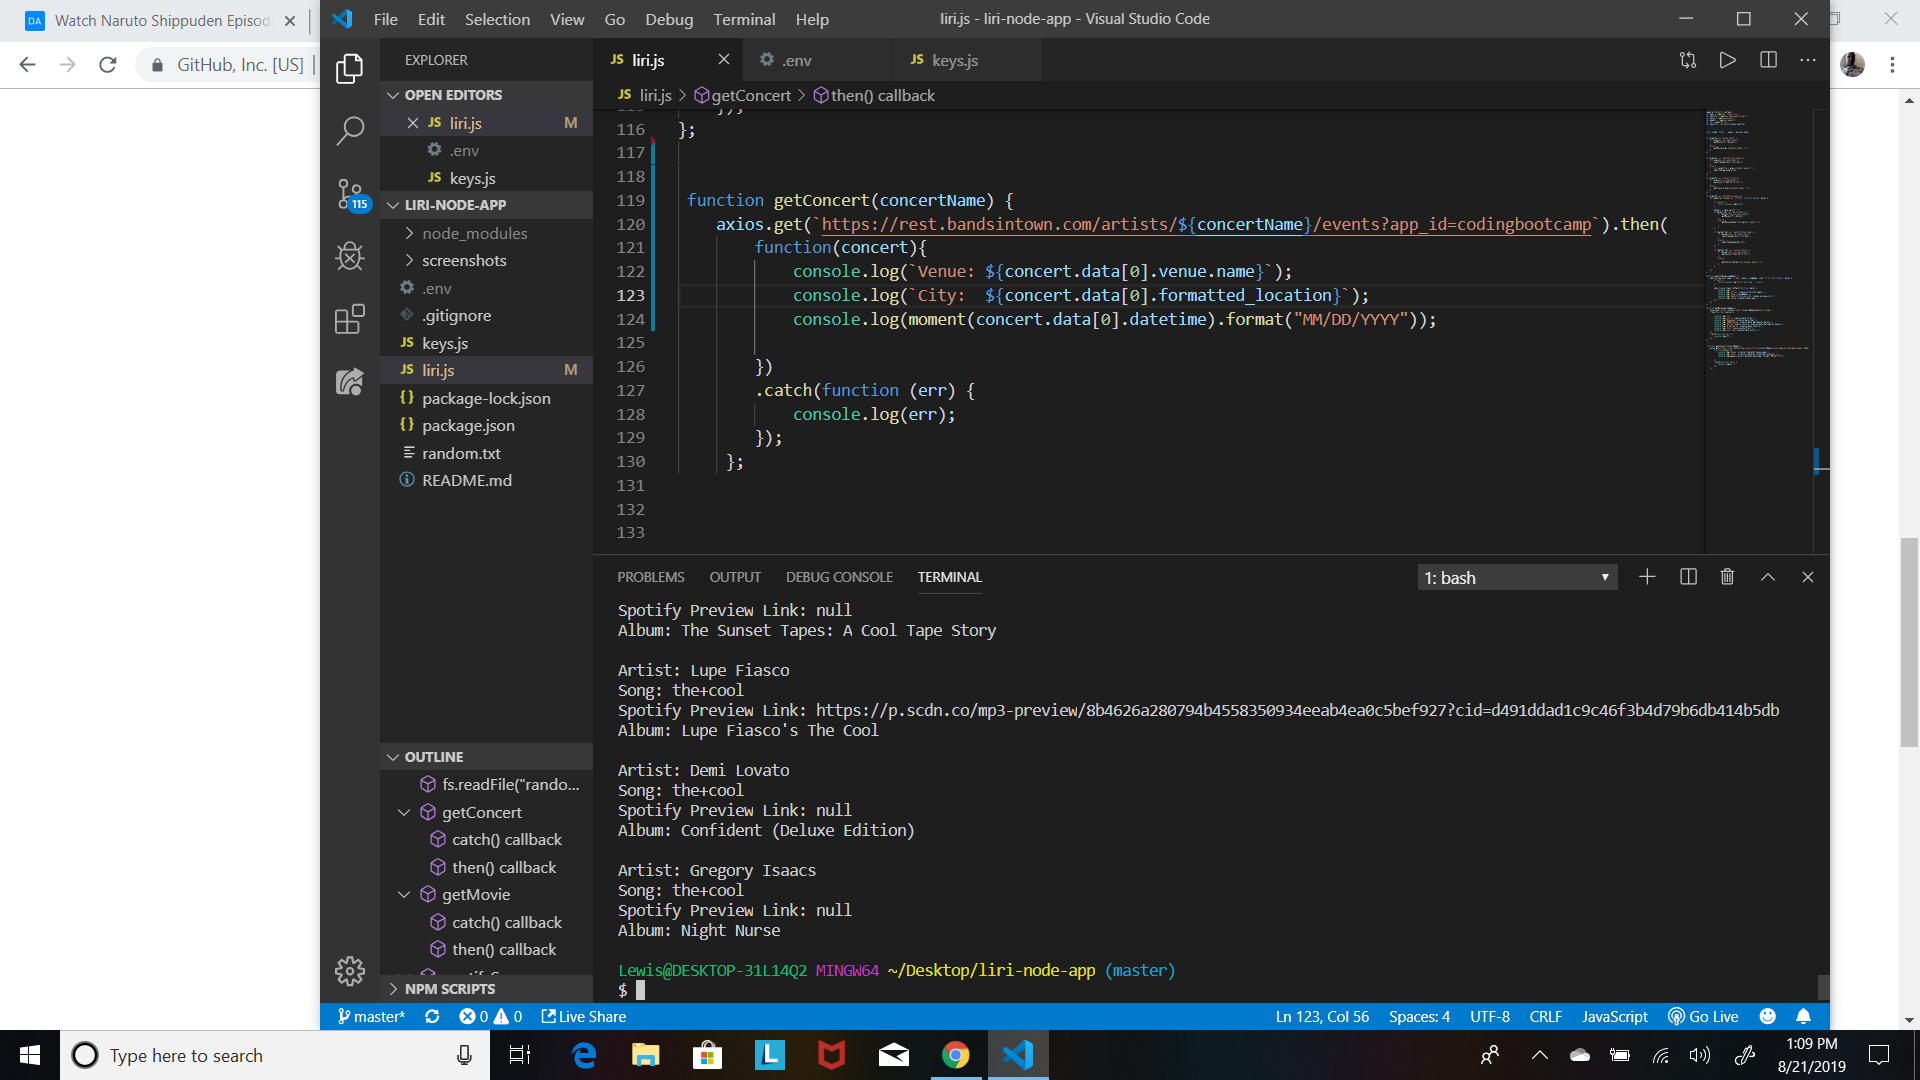 Watch Naruto Shippuden Episod
GitHub, Inc. [US]
File Edit Selection View Go Debug Terminal Help
liri.js - liri-node-app - Visual Studio Code
EXPLORER
OPEN EDITORS
JS liri.js M
.env
JS keys.js
115
LIRI-NODE-APP
node_modules
screenshots
.env
.gitignore
JS keys.js
JS liri.js M
{} package-lock.json
{} package.json
random.txt
README.md
OUTLINE
fs.readFile("rando...
getConcert
catch() callback
then() callback
getMovie
catch() callback
then() callback
NPM SCRIPTS
JS liri.js
.env
JS keys.js
JS liri.js > getConcert > then() callback
116 };
117
118
119 function getConcert(concertName) {
120 axios.get(`https://rest.bandsintown.com/artists/${concertName}/events?app_id=codingbootcamp`).then(
121 function(concert){
122 console.log(`Venue: ${concert.data[0].venue.name}`);
123 console.log(`City:  ${concert.data[0].formatted_location}`);
124 console.log(moment(concert.data[0].datetime).format("MM/DD/YYYY"));
125
126 })
127 .catch(function (err) {
128 console.log(err);
129 });
130 };
131
132
133
PROBLEMS OUTPUT DEBUG CONSOLE TERMINAL
1: bash
Spotify Preview Link: null
Album: The Sunset Tapes: A Cool Tape Story
Artist: Lupe Fiasco
Song: the+cool
Spotify Preview Link: https://p.scdn.co/mp3-preview/8b4626a280794b4558350934eeab4ea0c5bef927?cid=d491ddad1c9c46f3b4d79b6db414b5db
Album: Lupe Fiasco's The Cool
Artist: Demi Lovato
Song: the+cool
Spotify Preview Link: null
Album: Confident (Deluxe Edition)
Artist: Gregory Isaacs
Song: the+cool
Spotify Preview Link: null
Album: Night Nurse
Lewis@DESKTOP-31L14Q2 MINGW64 ~/Desktop/liri-node-app (master)
$
master* 0 0 Live Share
Ln 123, Col 56 Spaces: 4 UTF-8 CRLF JavaScript Go Live
Type here to search
1:09 PM
8/21/2019